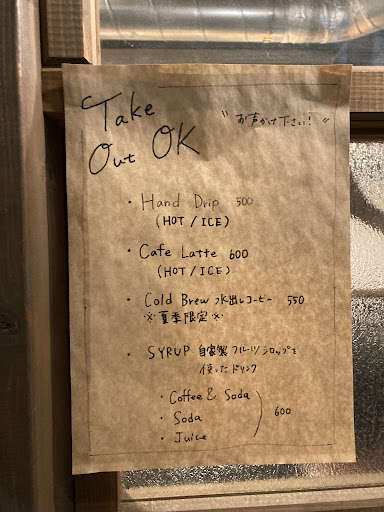 Take
Out OK
"お声かけ下さい!"
・Hand Drip 500
(HOT / ICE)
・Cafe Latte 600
(HOT / ICE)
・Cold Brew 水出しコーヒー 550
※夏季限定※
・SYRUP 自家製フルーツシロップを
使ったドリンク
・Coffee & Soda
・Soda
・Juice
600